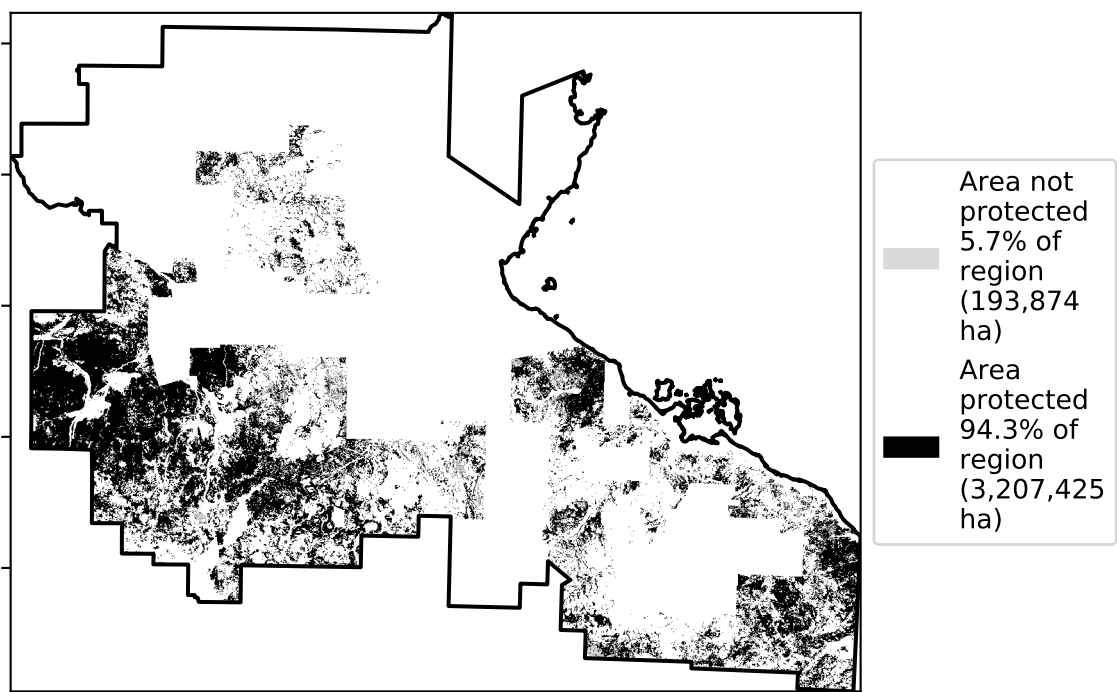 Area not
protected
5.7% of
region
(193,874
ha)
Area
protected
94.3% of
region
(3,207,425
ha)